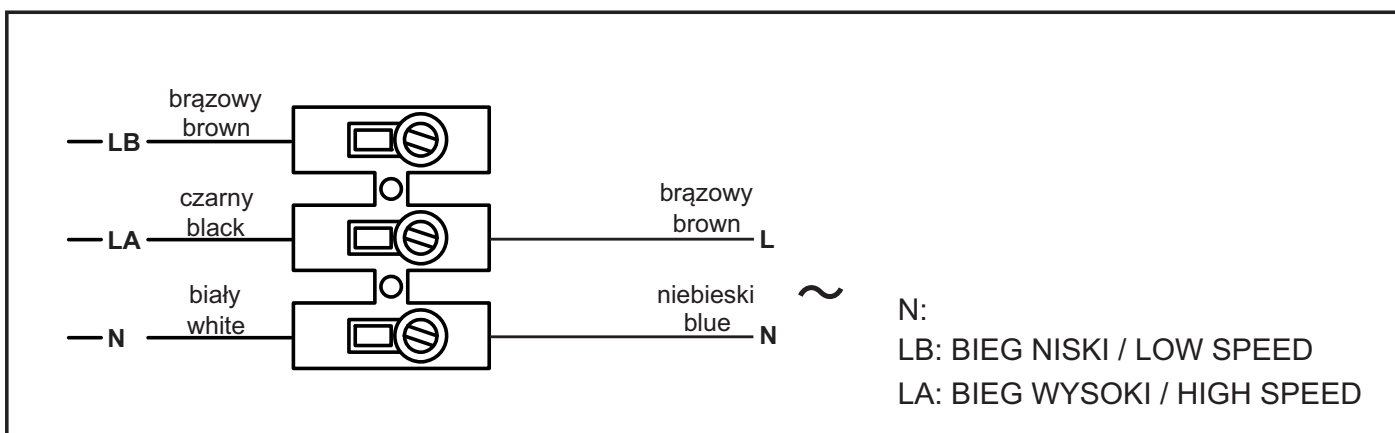 brązowy
brown
LB
czarny
black
LA
biały
white
N
brązowy
brown
L
niebieski
blue
N
~
N:
LB: BIEG NISKI / LOW SPEED
LA: BIEG WYSOKI / HIGH SPEED